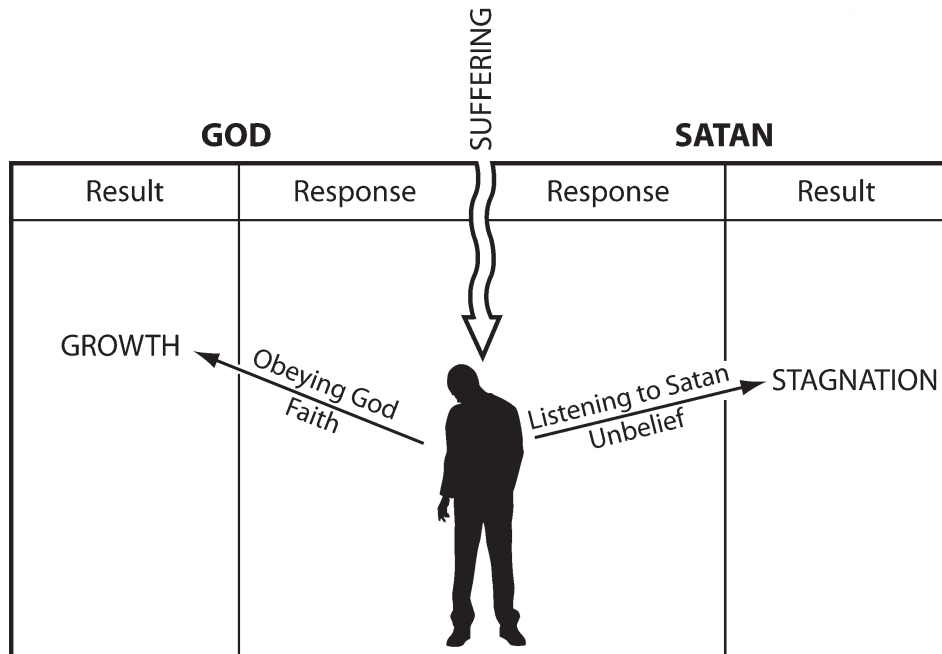 SUFFERING
GOD
SATAN
Result
Response
Response
Result
GROWTH
Obeying God
Faith
Listening to Satan
Unbelief
STAGNATION